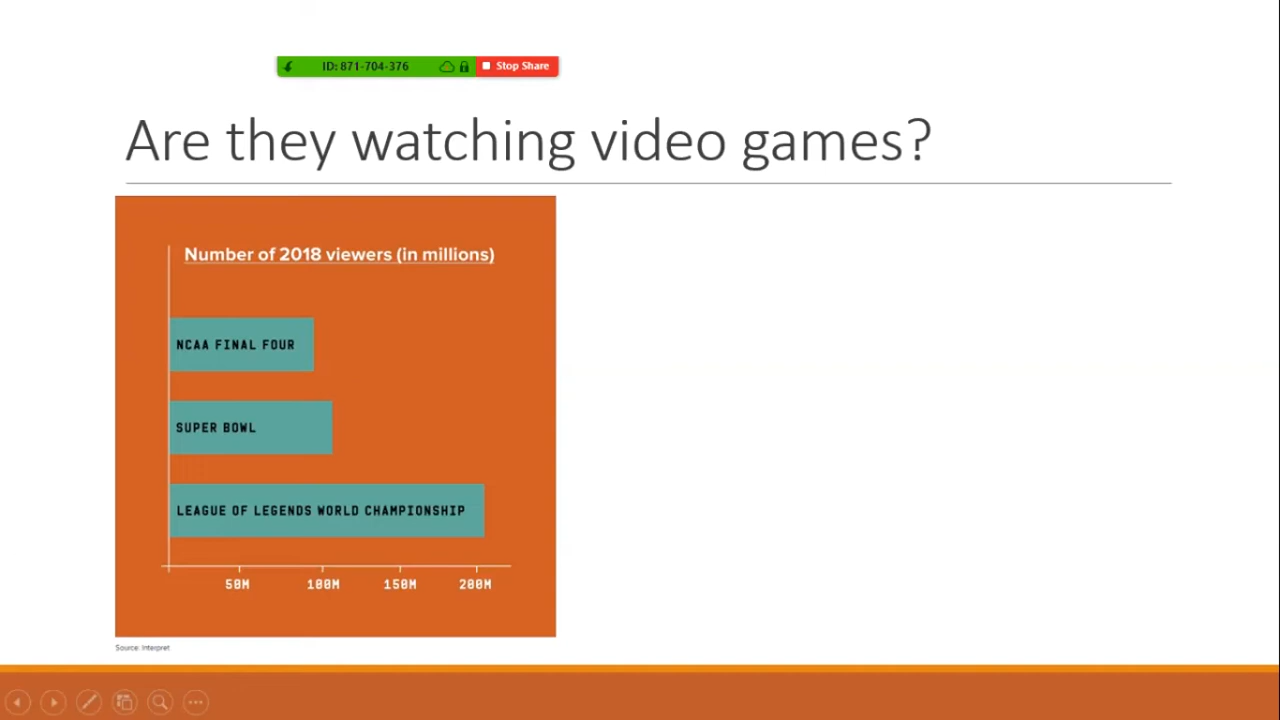 ID: 871-704-376 Stop Share
Are they watching video games?
Number of 2018 viewers (in millions)
NCAA FINAL FOUR
SUPER BOWL
LEAGUE OF LEGENDS WORLD CHAMPIONSHIP
50M 100M 150M 200M
Source: Interpret